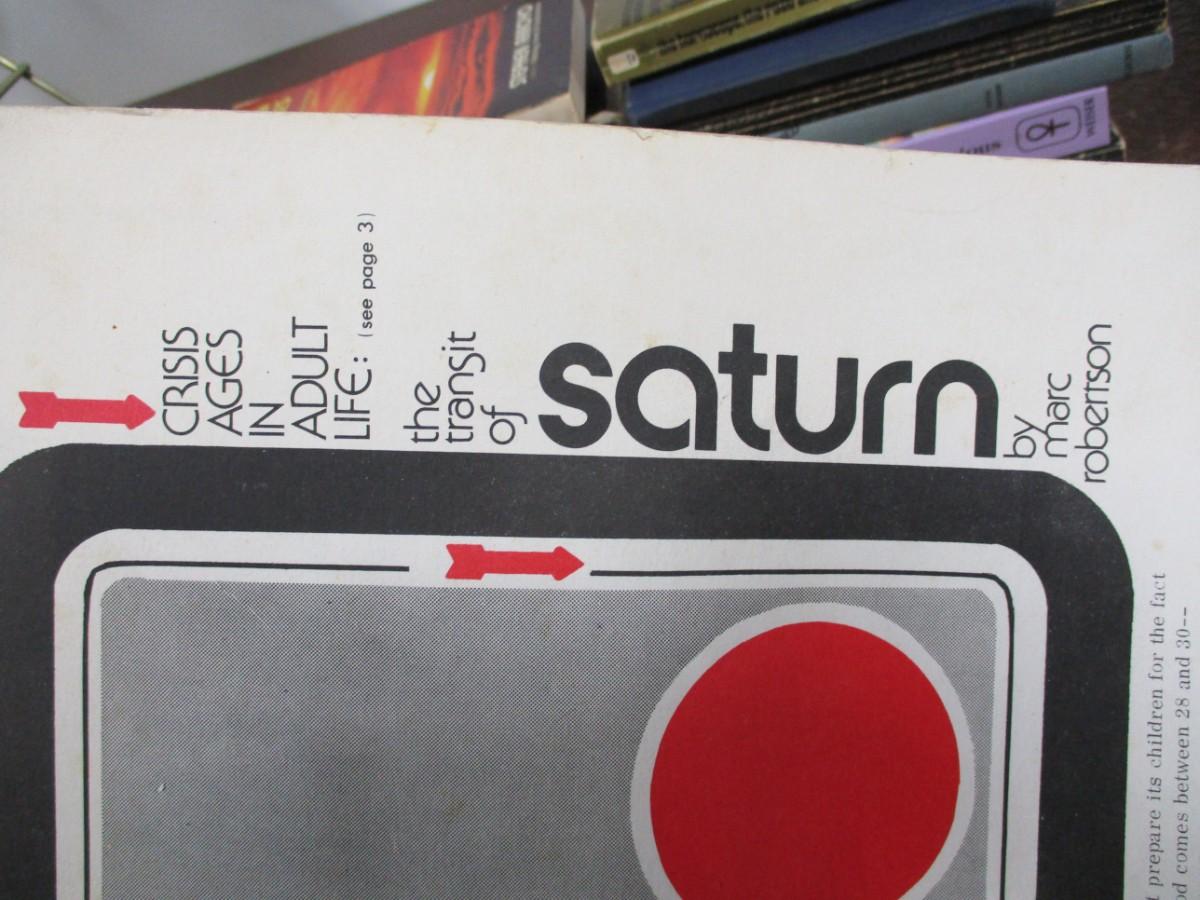 CRISIS
AGES
IN
ADULT
LIFE: (see page 3)
the
transit
of
saturn
by
marc
robertson
prepare its children for the fact
comes between 28 and 30--
WEISER